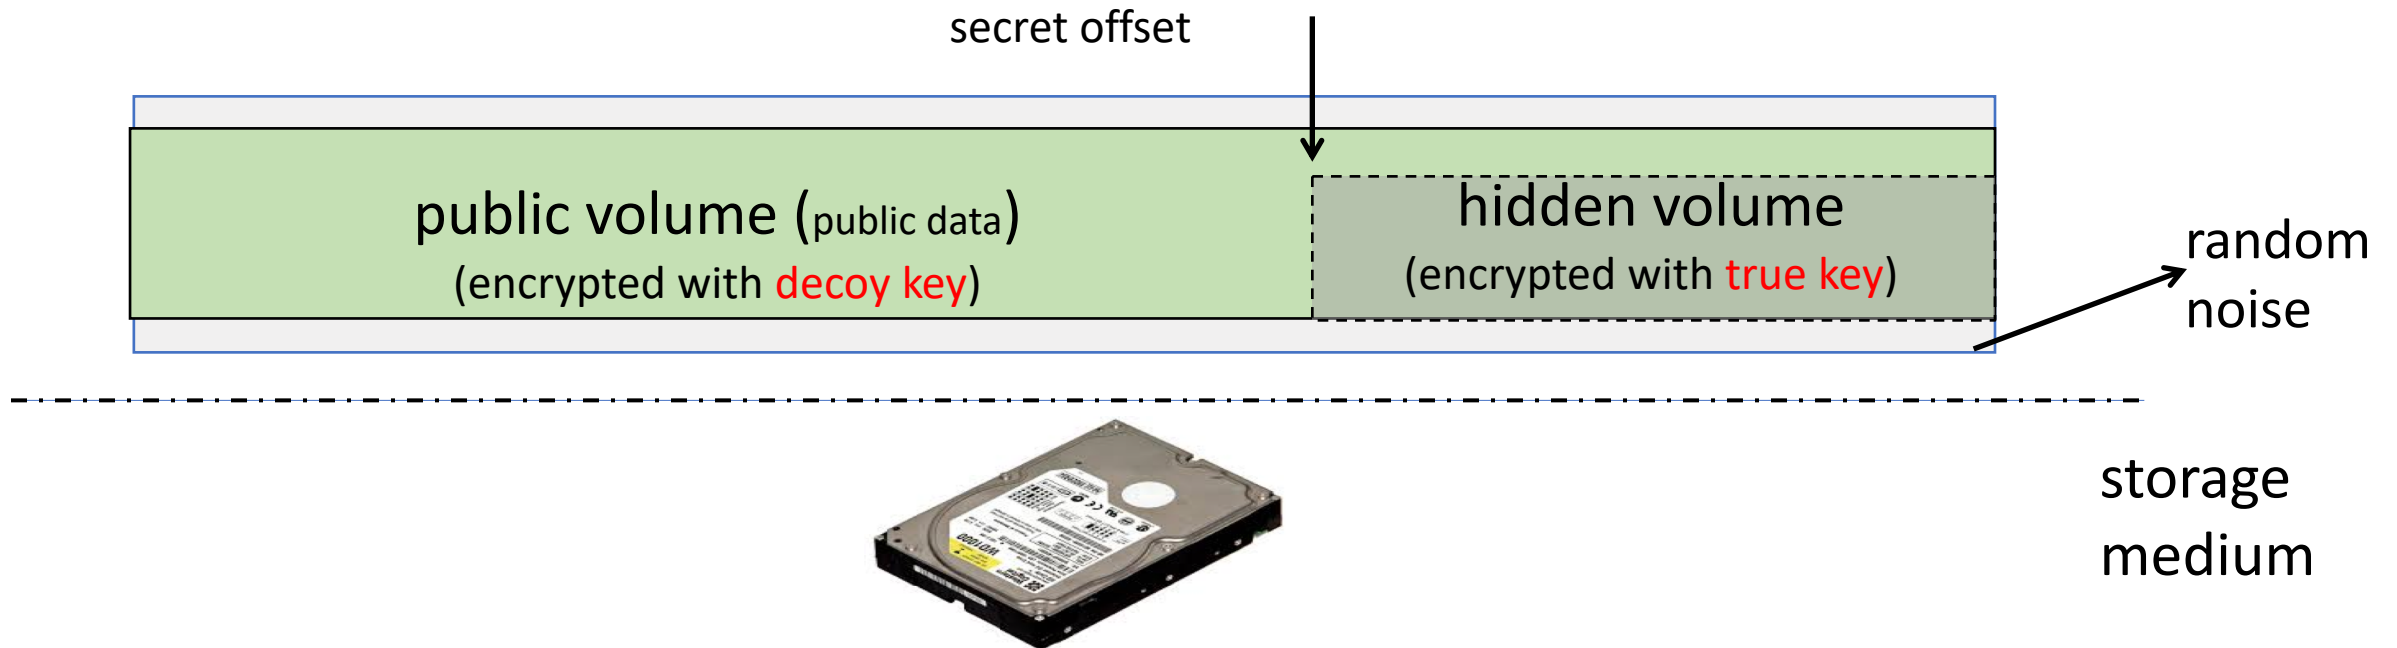 secret offset
public volume (public data)
(encrypted with decoy key)
hidden volume
(encrypted with true key)
random
noise
storage
medium
WD1000